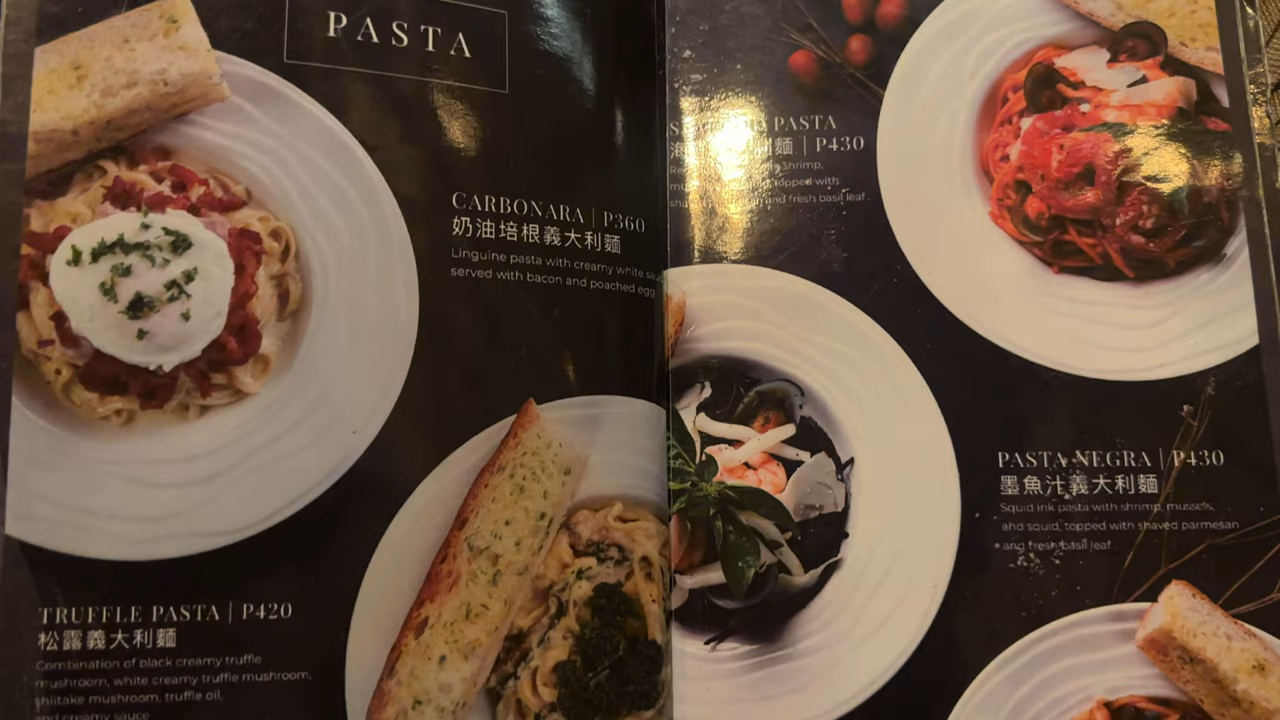 PASTA
CARBONARA | P360
奶油培根義大利麵
Linguine pasta with creamy white
served with bacon and poached egg
TRUFFLE PASTA | P420
松露義大利麵
Combination of black creamy truffle
mushroom, white creamy truffle mushroom,
shiitake mushroom, truffle oil,
and creamy sauce
PASTA
麵 | P430
shrimp,
topped with
and fresh basil leaf.
PASTA NEGRA | P430
墨魚汁義大利麵
Squid ink pasta with shrimp, mussels,
and squid, topped with shaved parmesan
and fresh basil leaf.